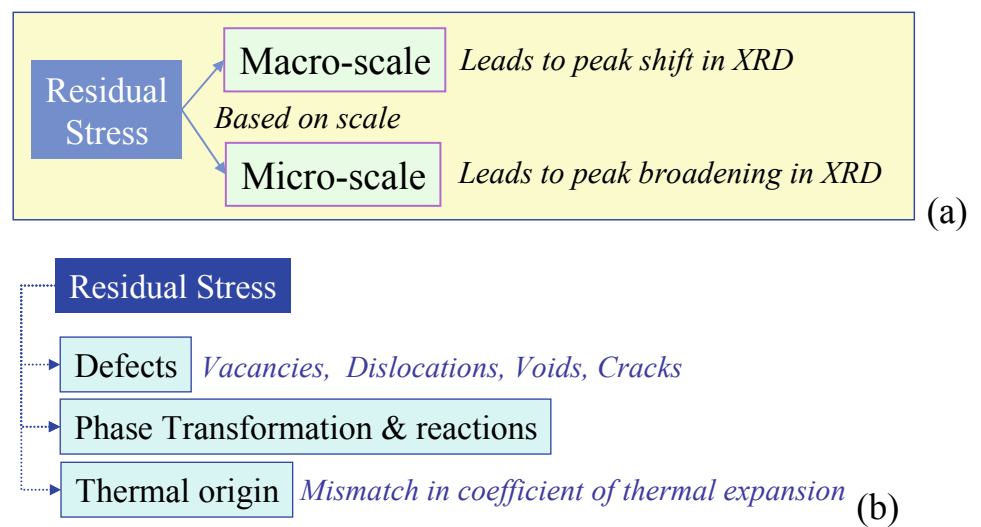 Residual
Stress
Macro-scale
Leads to peak shift in XRD
Based on scale
Micro-scale
Leads to peak broadening in XRD
(a)
Residual Stress
Defects
Vacancies, Dislocations, Voids, Cracks
Phase Transformation & reactions
Thermal origin
Mismatch in coefficient of thermal expansion
(b)